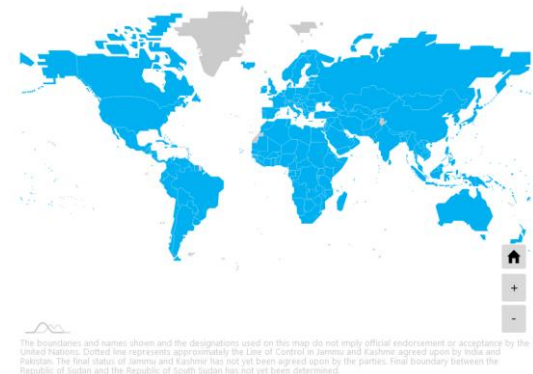 +
-
The boundaries and names shown and the designations used on this map do not imply official endorsement or acceptance by the
United Nations. Dotted line represents approximately the Line of Control in Jammu and Kashmir agreed upon by India and
Pakistan. The final status of Jammu and Kashmir has not yet been agreed upon by the parties. Final boundary between the
Republic of Sudan and the Republic of South Sudan has not yet been determined.